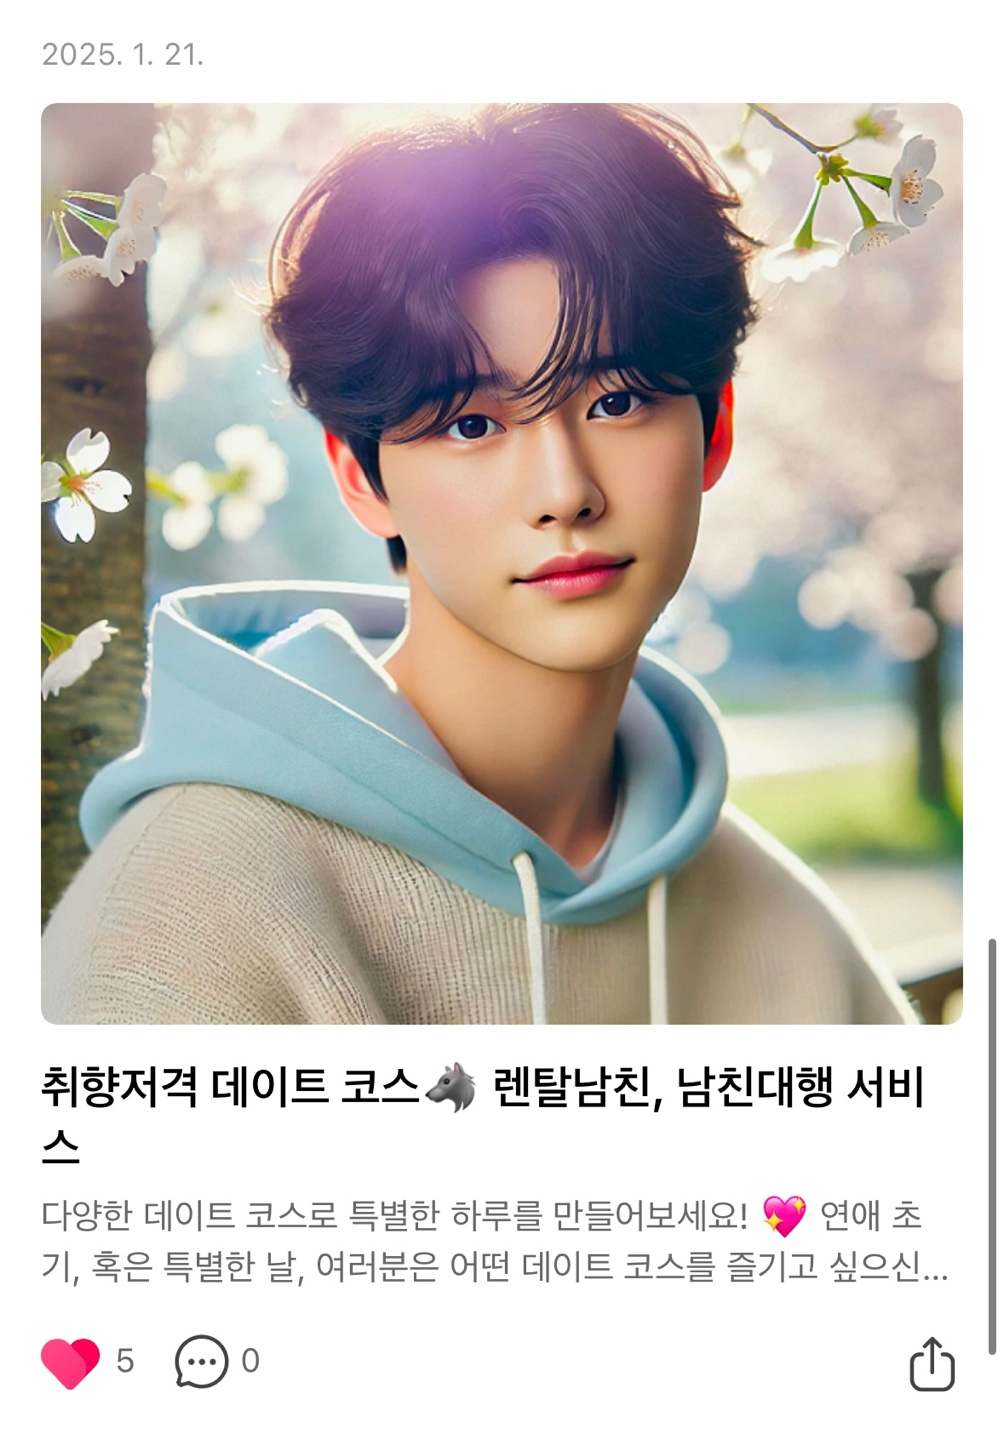 2025. 1. 21.
취향저격 데이트 코스🐺 렌탈남친, 남친대행 서비
스
다양한 데이트 코스로 특별한 하루를 만들어보세요! 💖 연애 초
기, 혹은 특별한 날, 여러분은 어떤 데이트 코스를 즐기고 싶으신...
5 0